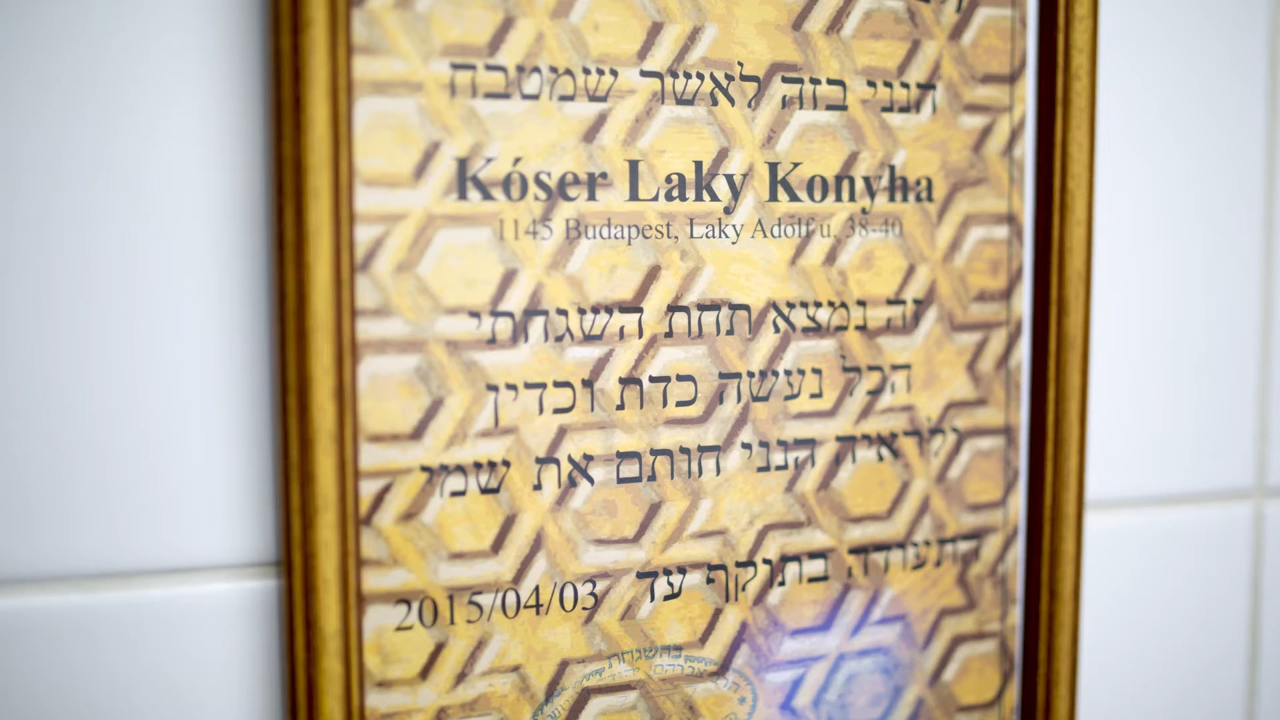 הנני בזה לאשר שמטבח
Kóser Laky Konyha
1145 Budapest, Laky Adolf u. 38-40
זה נמצא תחת השגחתי
הכל נעשה כדת וכדין
ולראיה הנני חותם את שמי
התעודה בתוקף עד 2015/04/03
בהשגחת